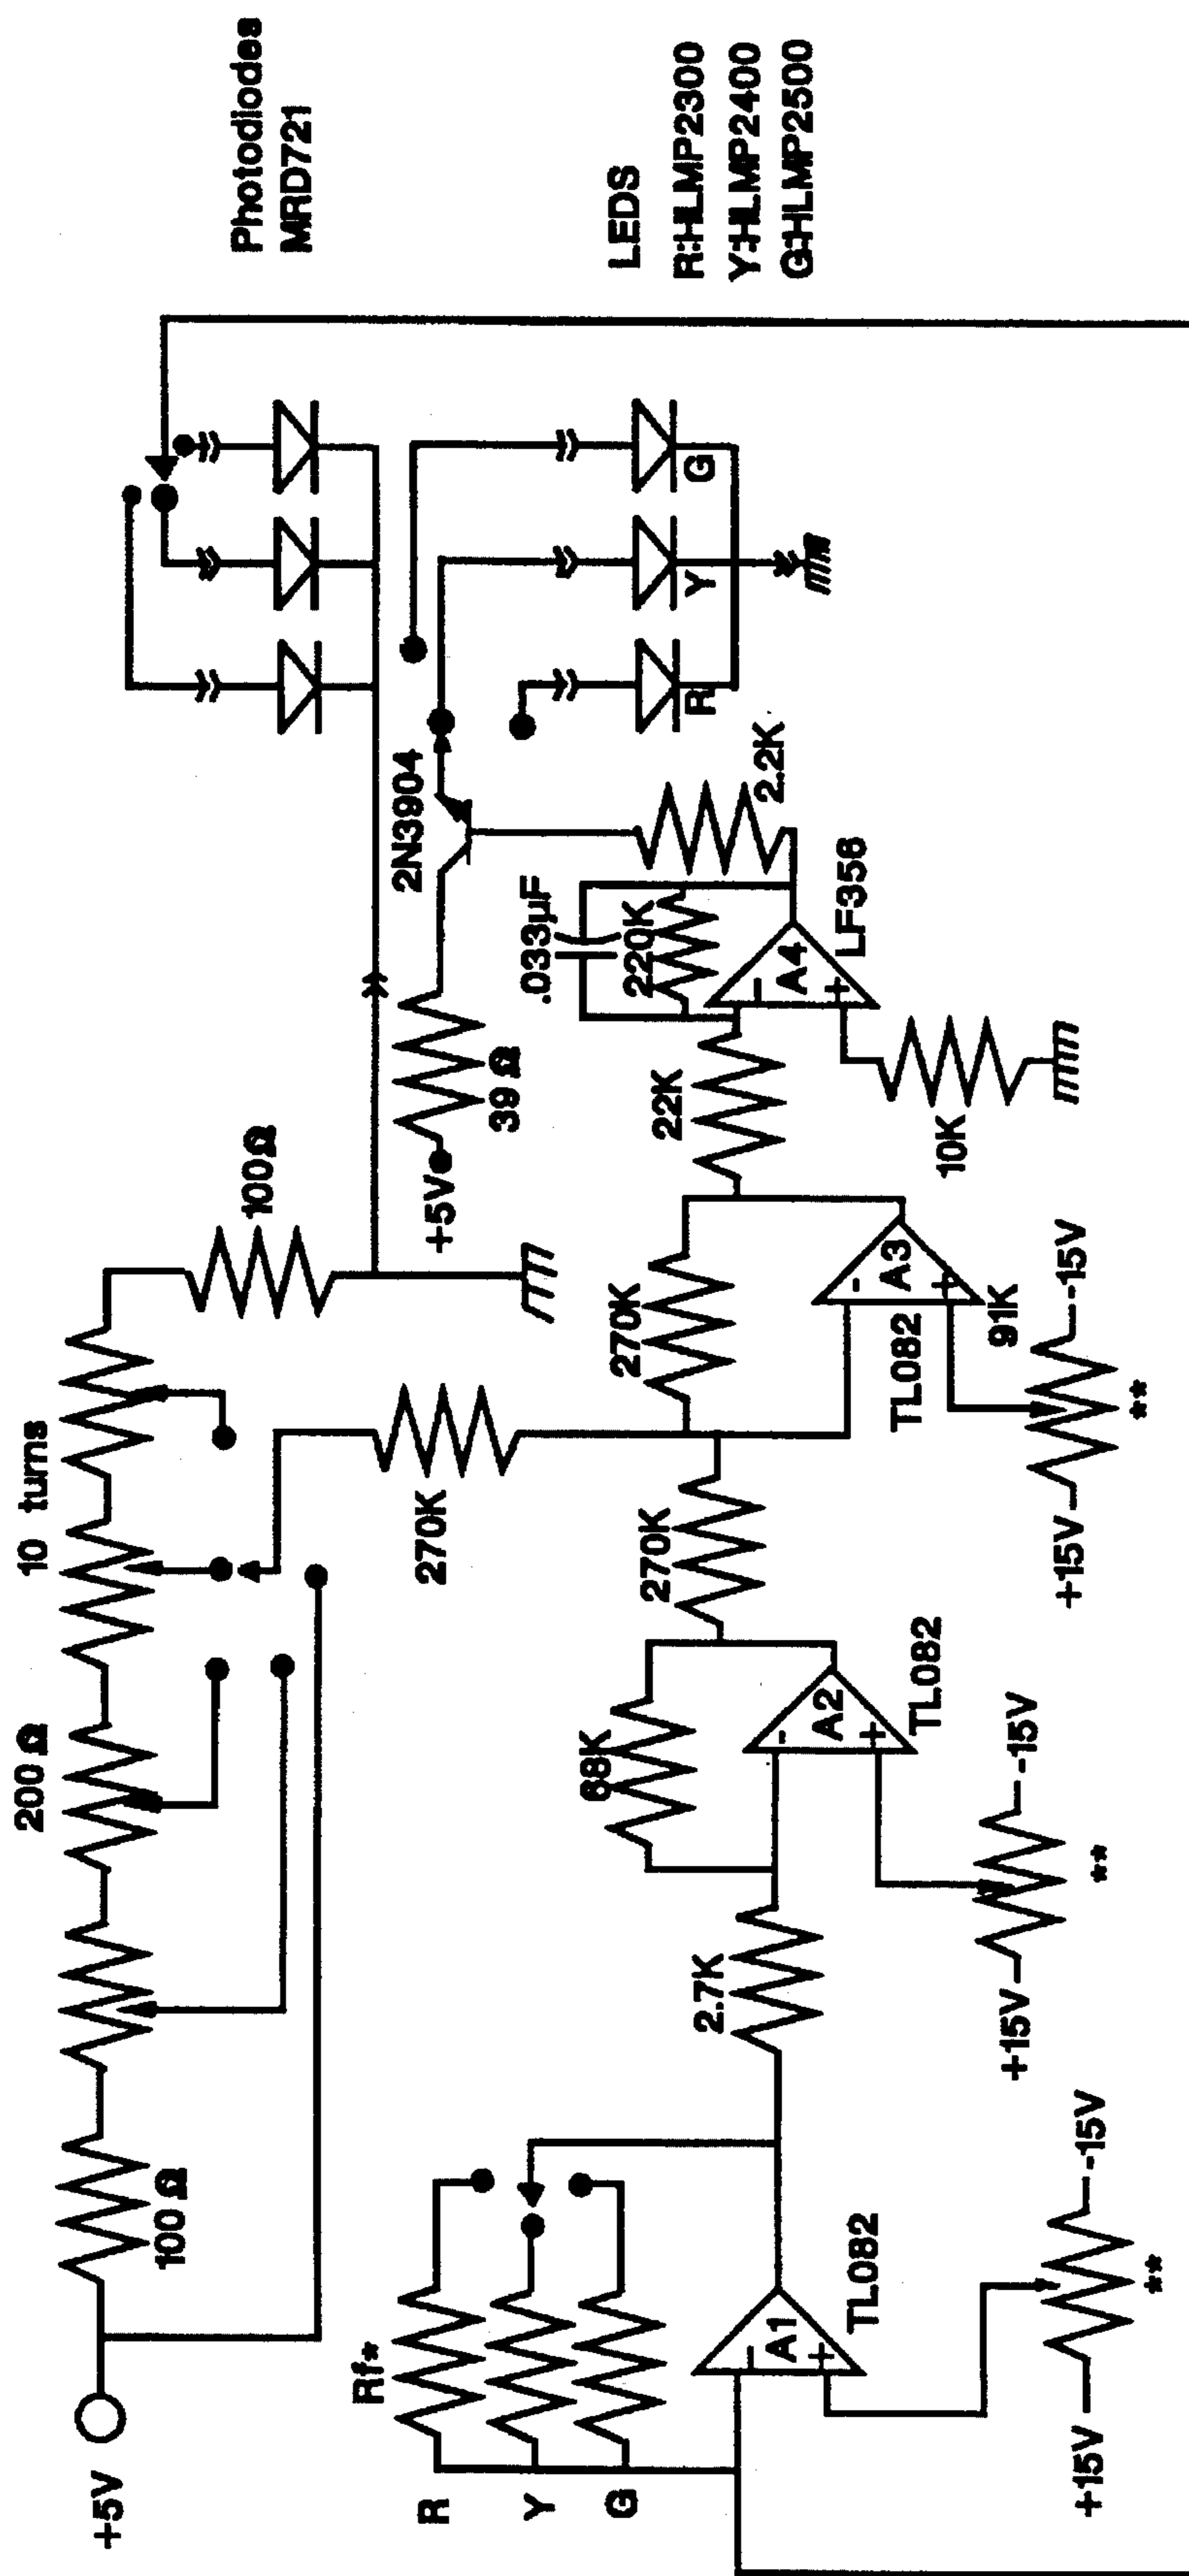 200 Ω
10 turns
+5V
100 Ω
100 Ω
Photodiodes
MRD721
Rf*
R
Y
G
270K
+5V
39 Ω
2N3904
LEDS
R:HLMP2300
Y:HLMP2400
G:HLMP2500
68K
270K
270K
.033µF
220K
22K
R
Y
G
2.7K
2.2K
-
A1
+
TL082
-
A2
+
TL082
-
A3
+
TL082
-
A4
+
LF356
10K
91K
+15V
-15V
**
+15V
-15V
**
+15V
-15V
**